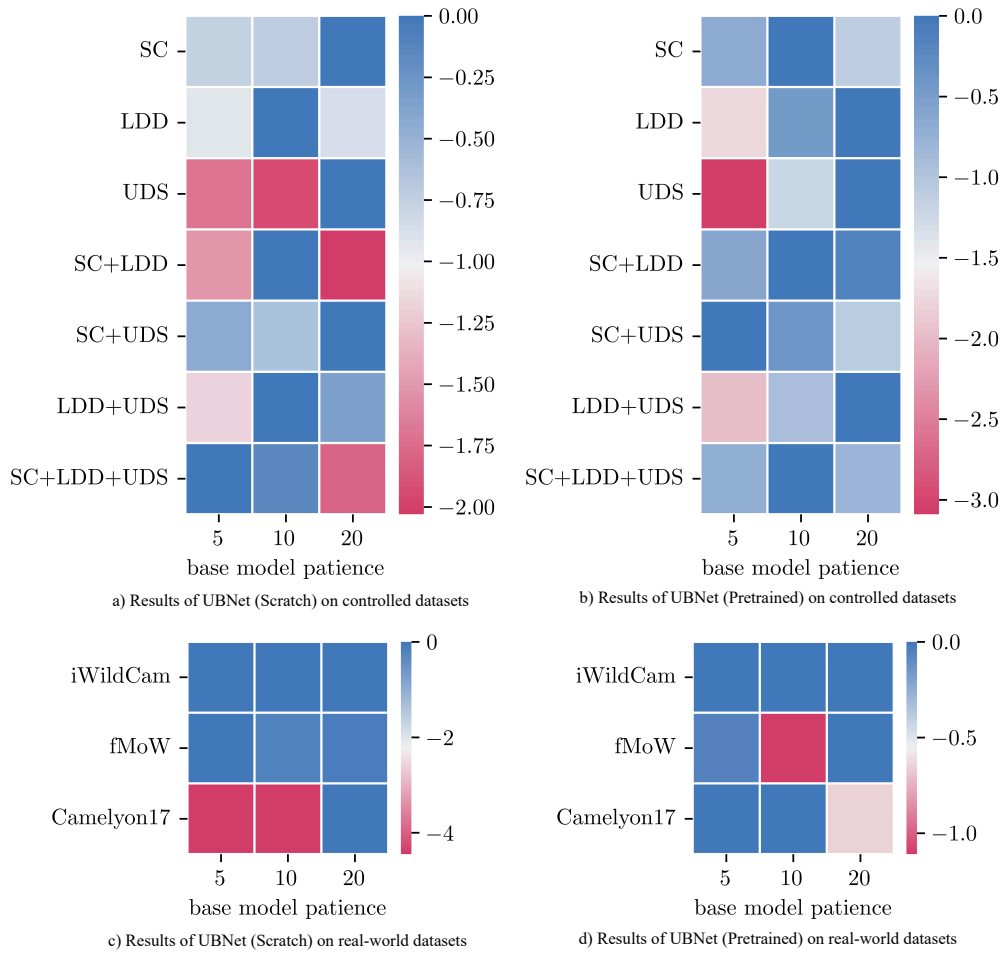 SC
LDD
UDS
SC+LDD
SC+UDS
LDD+UDS
SC+LDD+UDS
0.00
−0.25
−0.50
−0.75
−1.00
−1.25
−1.50
−1.75
−2.00
5 10 20
base model patience
a) Results of UBNet (Scratch) on controlled datasets
SC
LDD
UDS
SC+LDD
SC+UDS
LDD+UDS
SC+LDD+UDS
0.0
−0.5
−1.0
−1.5
−2.0
−2.5
−3.0
5 10 20
base model patience
b) Results of UBNet (Pretrained) on controlled datasets
iWildCam
fMoW
Camelyon17
0
−2
−4
5 10 20
base model patience
c) Results of UBNet (Scratch) on real-world datasets
iWildCam
fMoW
Camelyon17
0.0
−0.5
−1.0
5 10 20
base model patience
d) Results of UBNet (Pretrained) on real-world datasets